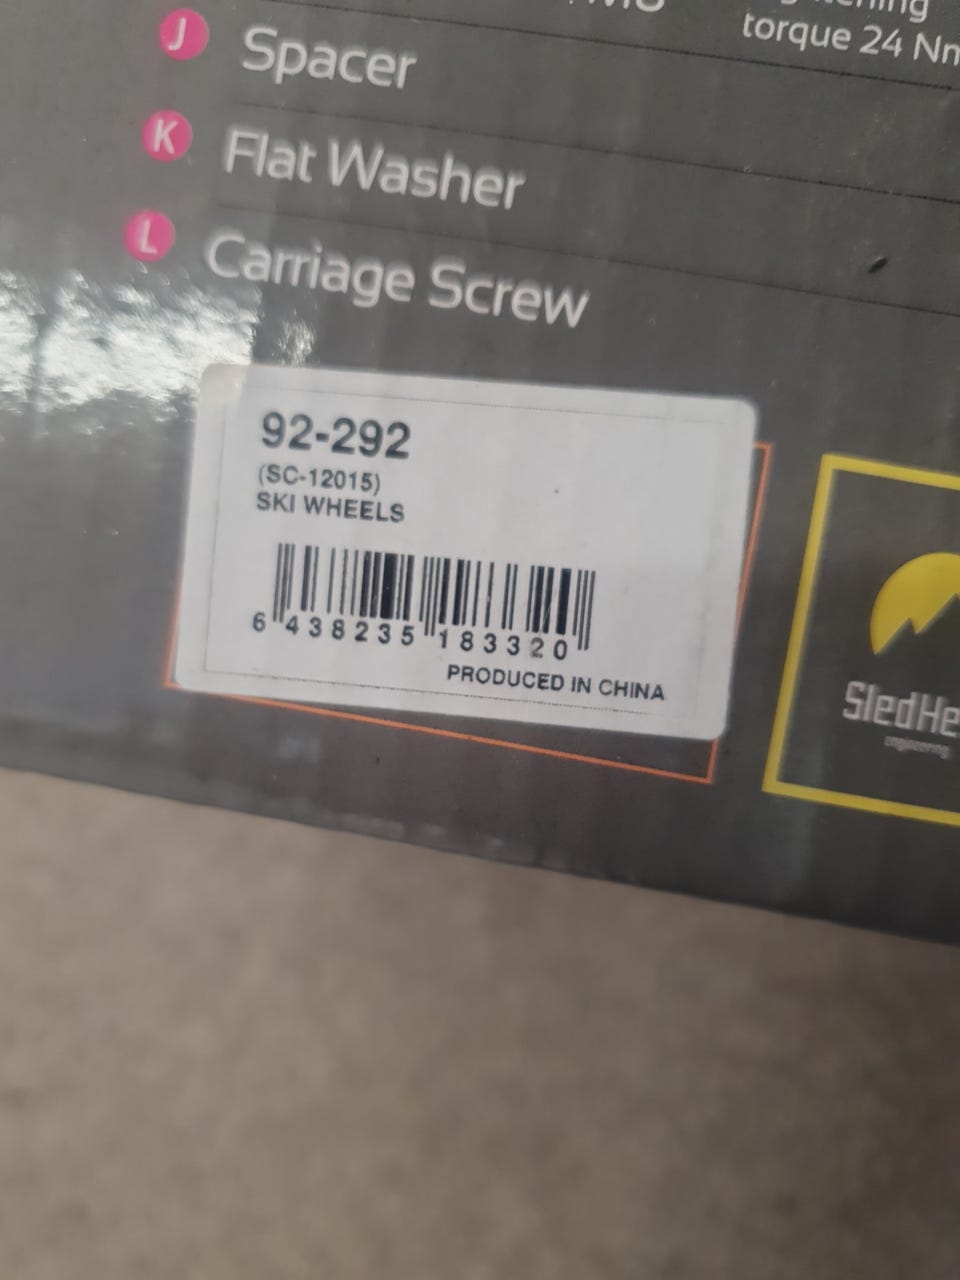 torque 24 Nm
J Spacer
K Flat Washer
L Carriage Screw
92-292
(SC-12015)
SKI WHEELS
6 438235 183320
PRODUCED IN CHINA
SledHe
engineering